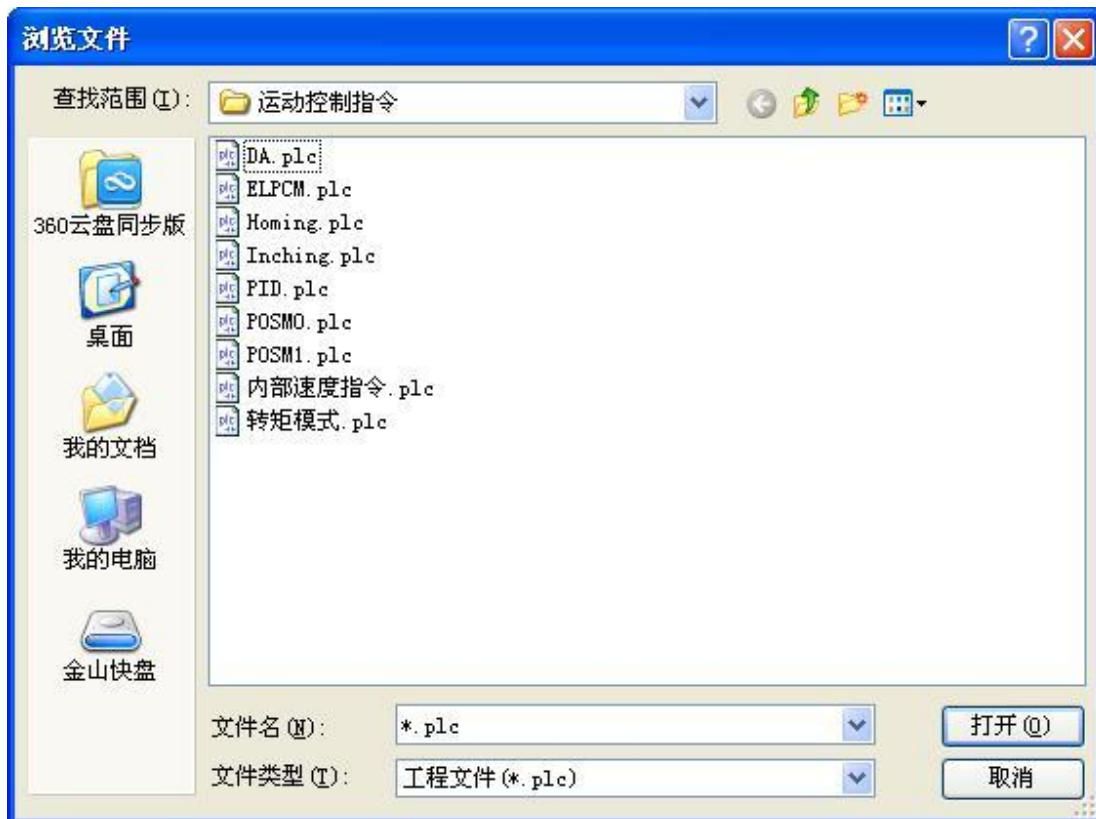 浏览文件
查找范围(I):
运动控制指令
360云盘同步版
桌面
我的文档
我的电脑
金山快盘
DA.plc
ELPCM.plc
Homing.plc
Inching.plc
PID.plc
POSM0.plc
POSM1.plc
内部速度指令.plc
转矩模式.plc
文件名(N):
*.plc
打开(O)
文件类型(T):
工程文件(*.plc)
取消